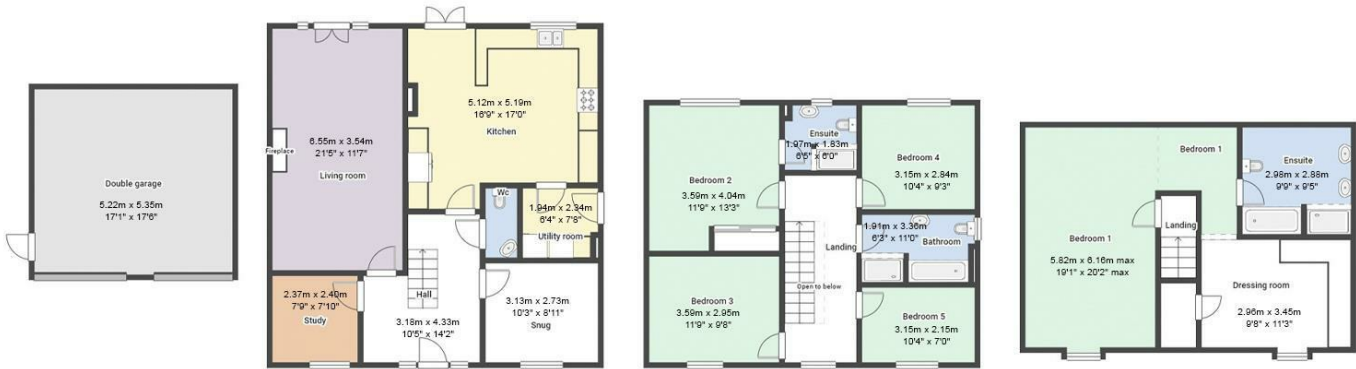 Double garage
5.22m x 5.35m
17'1" x 17'6"
Fireplace
6.55m x 3.54m
21'5" x 11'7"
Living room
5.12m x 5.19m
16'9" x 17'0"
Kitchen
Wc
1.94m x 2.34m
6'4" x 7'8"
Utility room
2.37m x 2.40m
7'9" x 7'10"
Study
Hall
3.18m x 4.33m
10'5" x 14'2"
3.13m x 2.73m
10'3" x 8'11"
Snug
Bedroom 2
3.59m x 4.04m
11'9" x 13'3"
Ensuite
1.97m x 1.83m
6'5" x 6'0"
Bedroom 4
3.15m x 2.84m
10'4" x 9'3"
1.91m x 3.36m
6'3" x 11'0"
Bathroom
Landing
Open to below
Bedroom 3
3.59m x 2.95m
11'9" x 9'8"
Bedroom 5
3.15m x 2.15m
10'4" x 7'0"
Bedroom 1
Ensuite
2.98m x 2.88m
9'9" x 9'5"
Landing
Bedroom 1
5.82m x 6.16m max
19'1" x 20'2" max
Dressing room
2.96m x 3.45m
9'8" x 11'3"